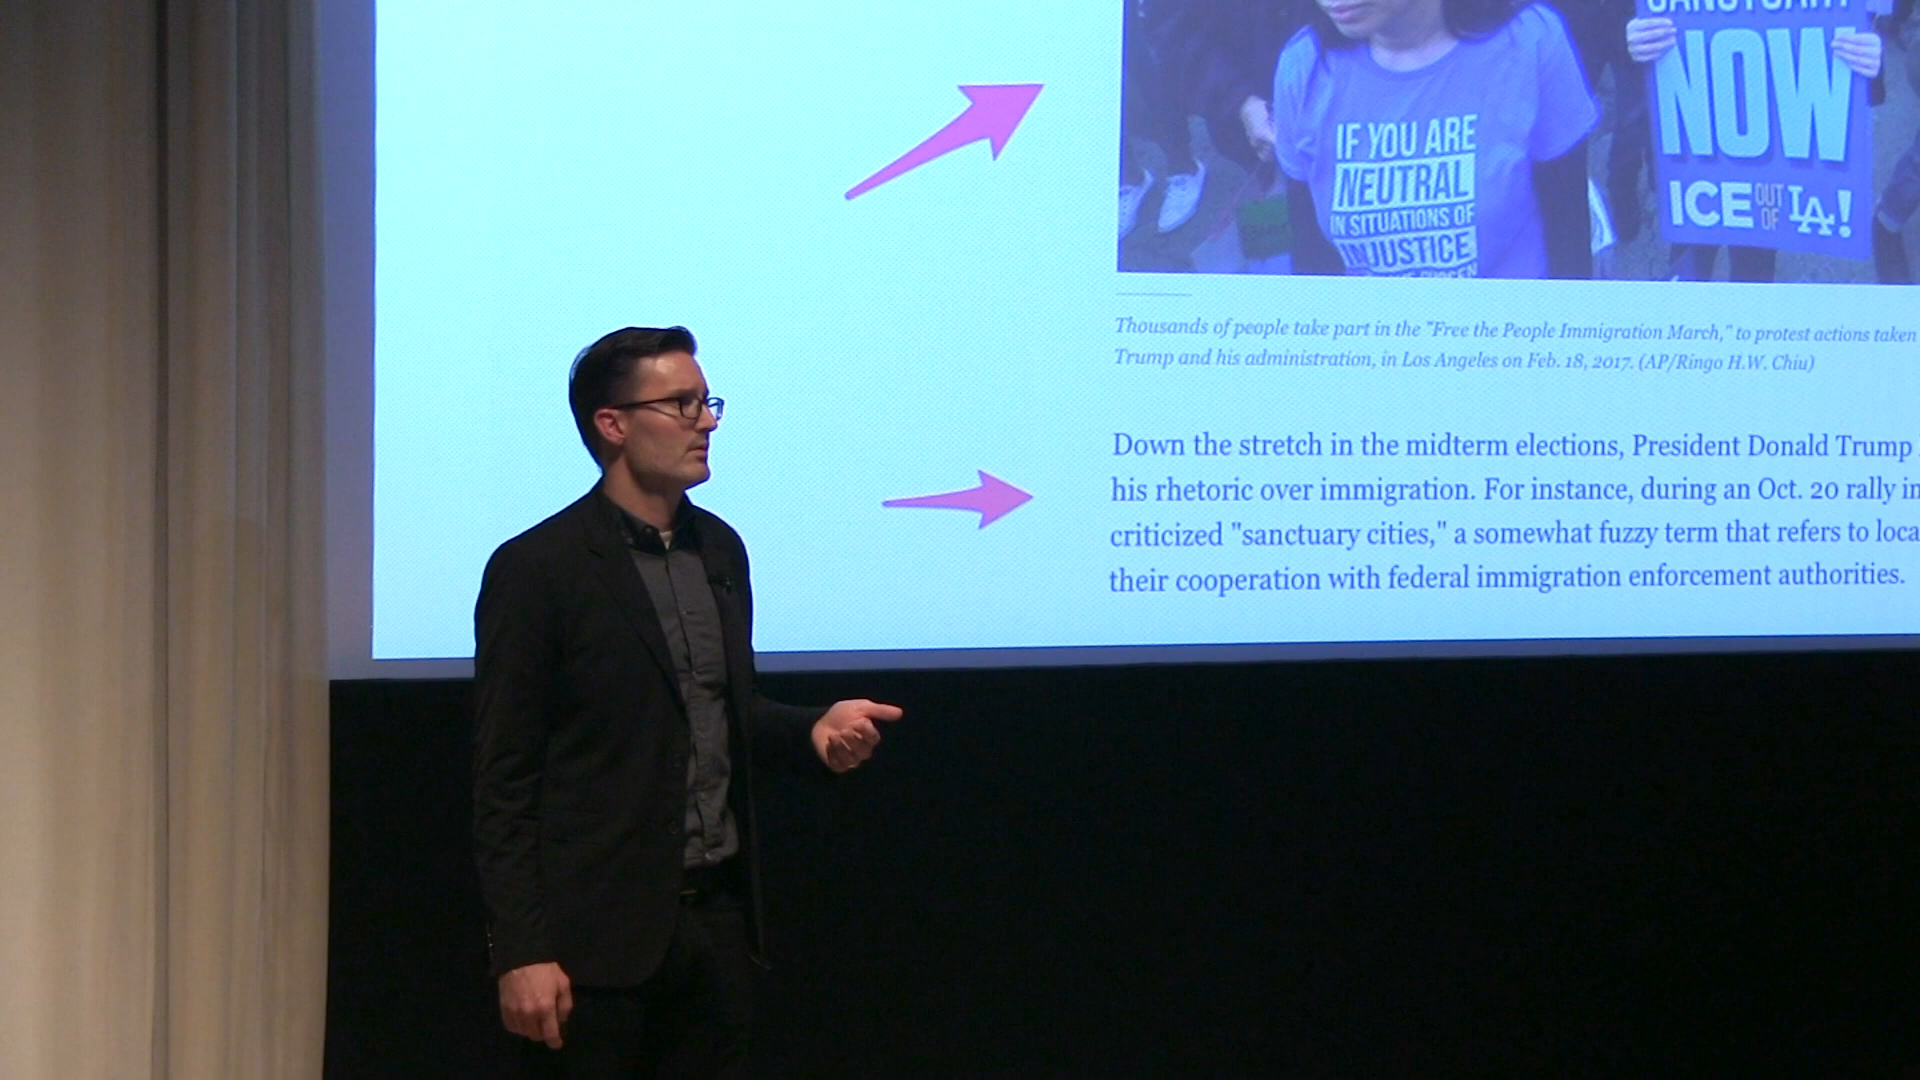 SANCTUARY
NOW
ICE OUT OF LA!
IF YOU ARE
NEUTRAL
IN SITUATIONS OF
INJUSTICE
CHOSEN
Thousands of people take part in the "Free the People Immigration March," to protest actions taken
Trump and his administration, in Los Angeles on Feb. 18, 2017. (AP/Ringo H.W. Chiu)
Down the stretch in the midterm elections, President Donald Trump
his rhetoric over immigration. For instance, during an Oct. 20 rally in
criticized "sanctuary cities," a somewhat fuzzy term that refers to loca
their cooperation with federal immigration enforcement authorities.